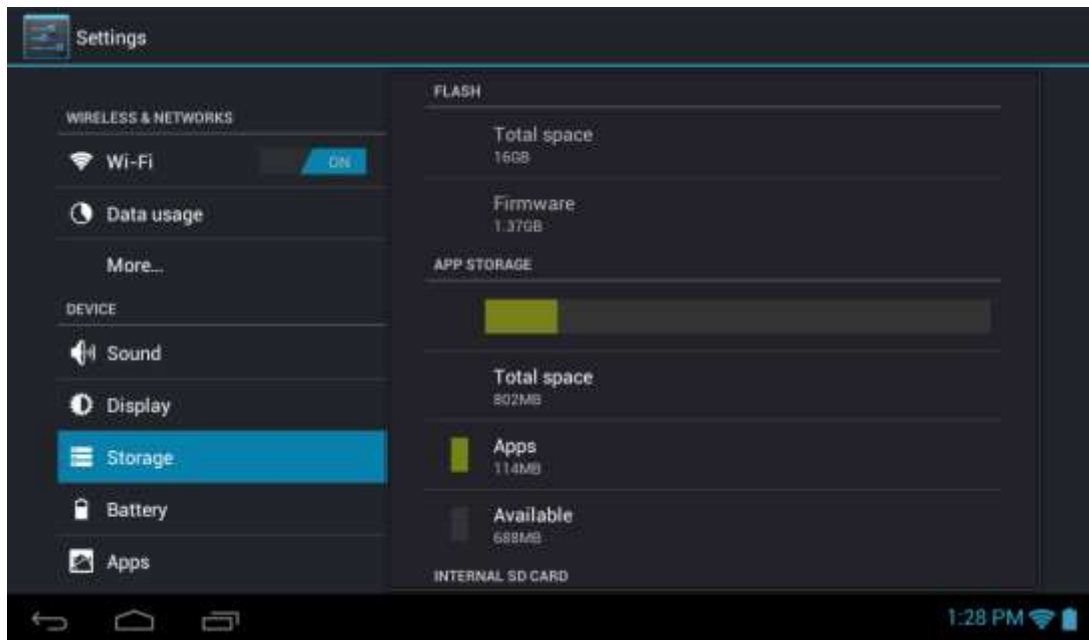 Settings
WIRELESS & NETWORKS
Wi-Fi
ON
Data usage
More...
DEVICE
Sound
Display
Storage
Battery
Apps
FLASH
Total space
16GB
Firmware
1.37GB
APP STORAGE
Total space
802MB
Apps
114MB
Available
688MB
INTERNAL SD CARD
1:28 PM